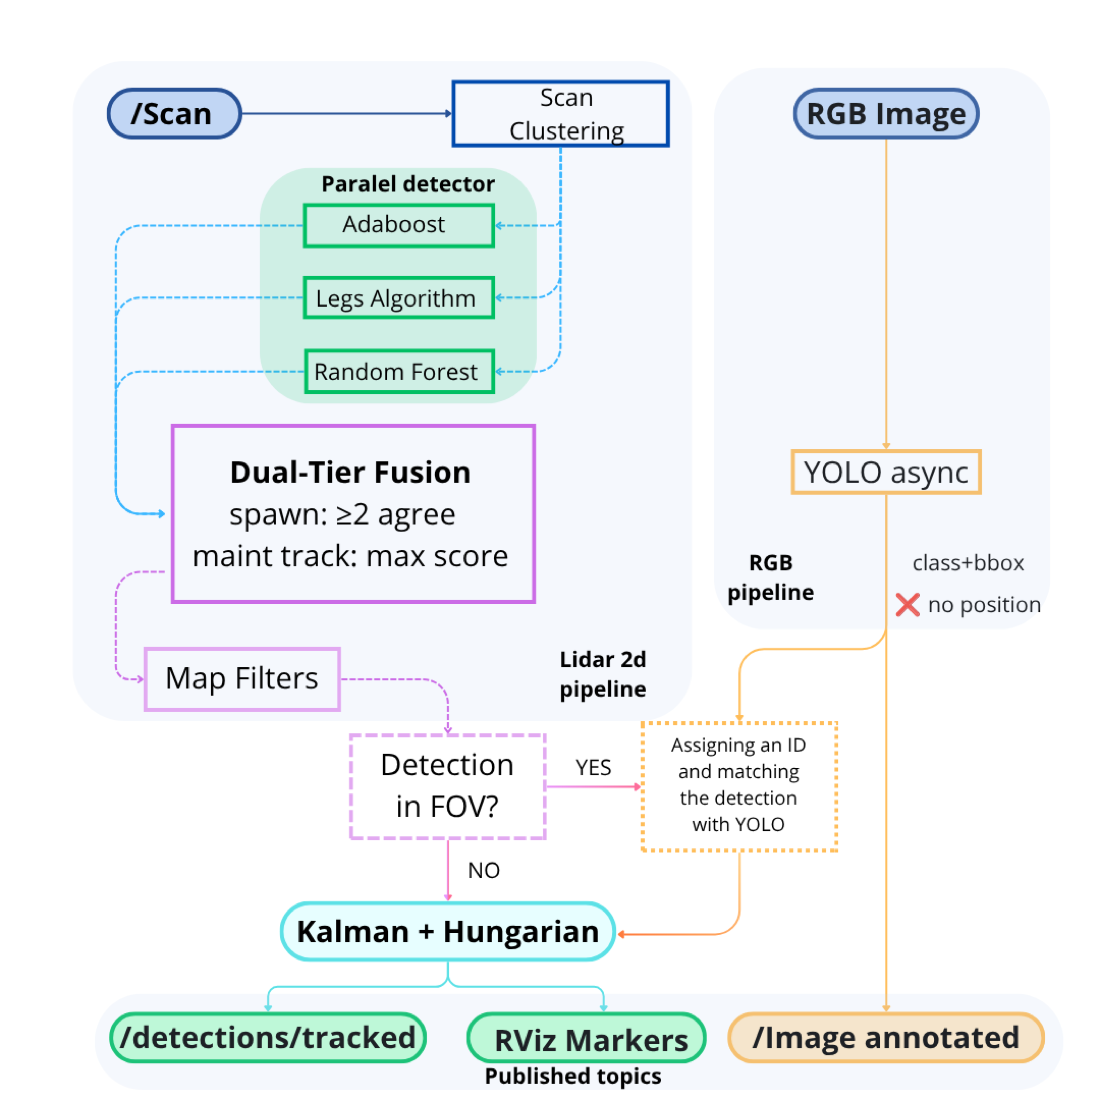 /Scan
Scan
Clustering
RGB Image
Paralel detector
Adaboost
Legs Algorithm
Random Forest
Dual-Tier Fusion
spawn: ≥2 agree
maint track: max score
YOLO async
RGB
pipeline
class+bbox
❌ no position
Map Filters
Lidar 2d
pipeline
Detection
in FOV?
YES
Assigning an ID
and matching
the detection
with YOLO
NO
Kalman + Hungarian
/detections/tracked
RViz Markers
/Image annotated
Published topics